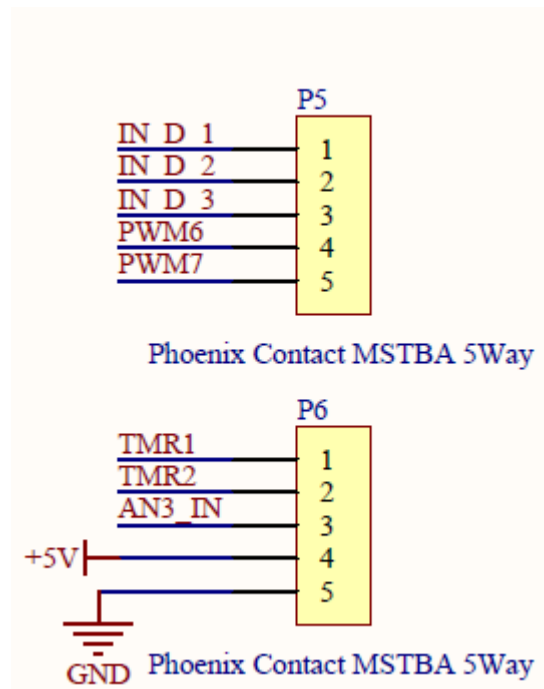 P5
IN_D_1 1
IN_D_2 2
IN_D_3 3
PWM6 4
PWM7 5
Phoenix Contact MSTBA 5Way
P6
TMR1 1
TMR2 2
AN3_IN 3
+5V 4
5
GND
Phoenix Contact MSTBA 5Way